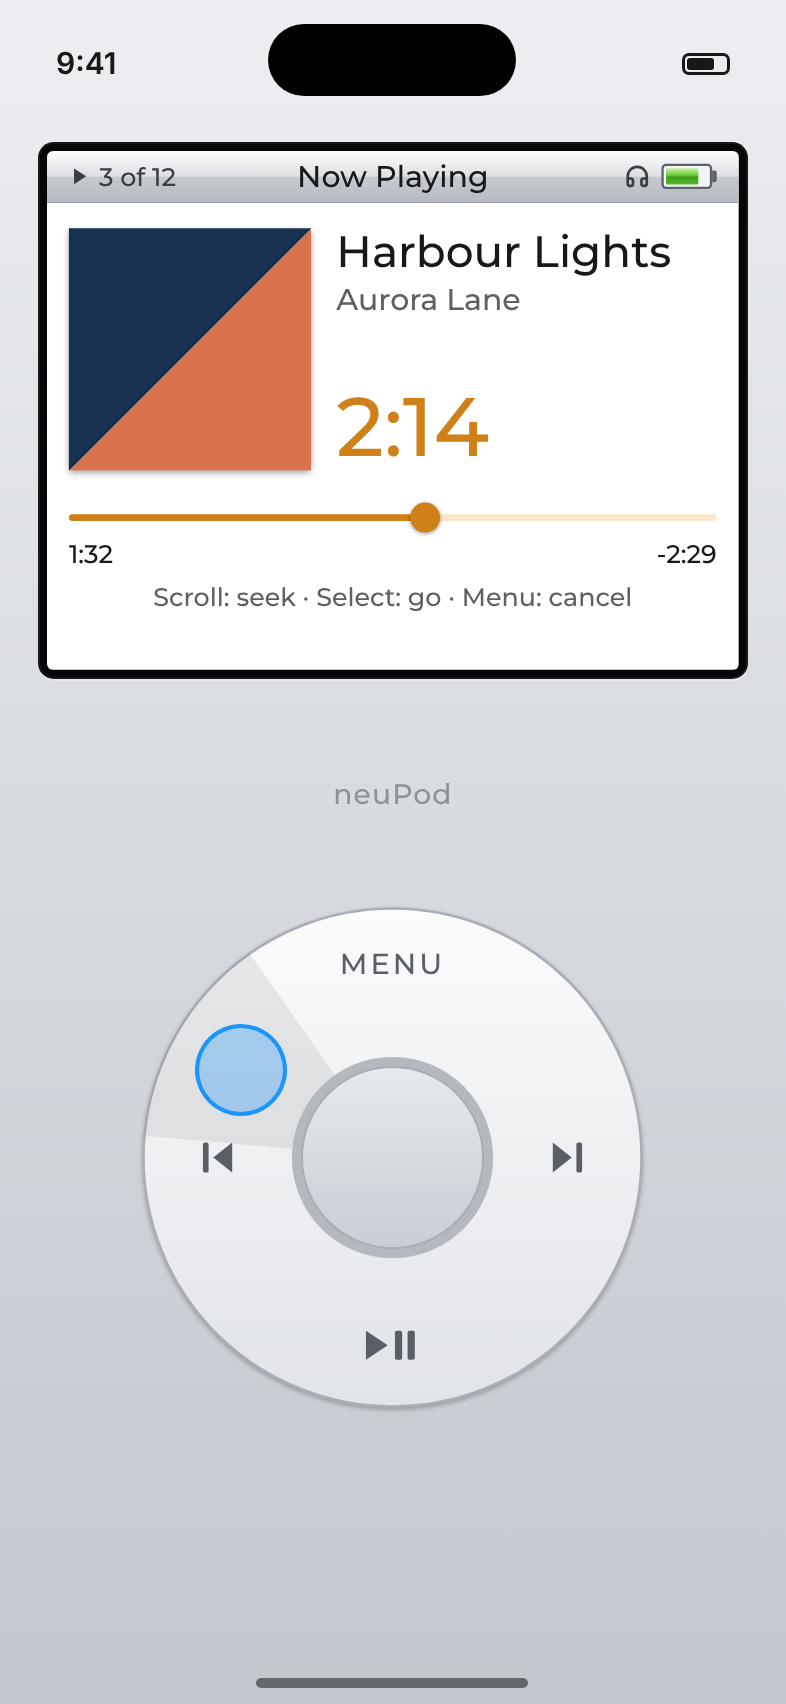 9:41
3 of 12 Now Playing
Harbour Lights
Aurora Lane
2:14
1:32 -2:29
Scroll: seek · Select: go · Menu: cancel
neuPod
MENU